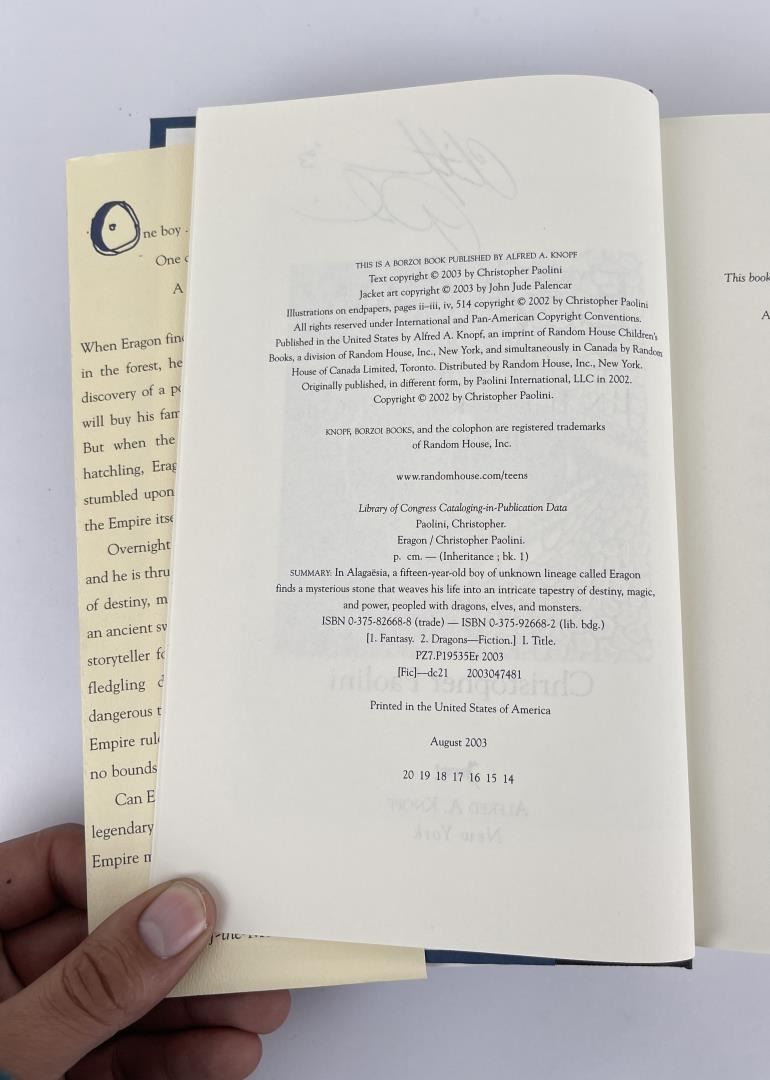 One boy
One
A
When Eragon
in the forest, he
discovery of a
will buy his
But when the
hatchling,
stumbled upon
the Empire
Overnight
and he is
of destiny,
an ancient
storyteller
fledgling
dangerous
Empire
no bounds
Can
legendary
Empire
THIS IS A BORZOI BOOK PUBLISHED BY ALFRED A. KNOPF
Text copyright © 2003 by Christopher Paolini
Jacket art copyright © 2003 by John Jude Palencar
Illustrations on endpapers, pages ii–iii, iv, 514 copyright © 2002 by Christopher Paolini
All rights reserved under International and Pan-American Copyright Conventions.
Published in the United States by Alfred A. Knopf, an imprint of Random House Children's
Books, a division of Random House, Inc., New York, and simultaneously in Canada by Random
House of Canada Limited, Toronto. Distributed by Random House, Inc., New York.
Originally published, in different form, by Paolini International, LLC in 2002.
Copyright © 2002 by Christopher Paolini.
KNOPF, BORZOI BOOKS, and the colophon are registered trademarks
of Random House, Inc.
www.randomhouse.com/teens
Library of Congress Cataloging-in-Publication Data
Paolini, Christopher.
Eragon / Christopher Paolini.
p. cm. — (Inheritance ; bk. 1)
SUMMARY: In Alagaësia, a fifteen-year-old boy of unknown lineage called Eragon
finds a mysterious stone that weaves his life into an intricate tapestry of destiny, magic,
and power, peopled with dragons, elves, and monsters.
ISBN 0-375-82668-8 (trade) — ISBN 0-375-92668-2 (lib. bdg.)
[1. Fantasy. 2. Dragons—Fiction.] I. Title.
PZ7.P19535Er 2003
[Fic]—dc21 2003047481
Printed in the United States of America
August 2003
20 19 18 17 16 15 14
This book
A